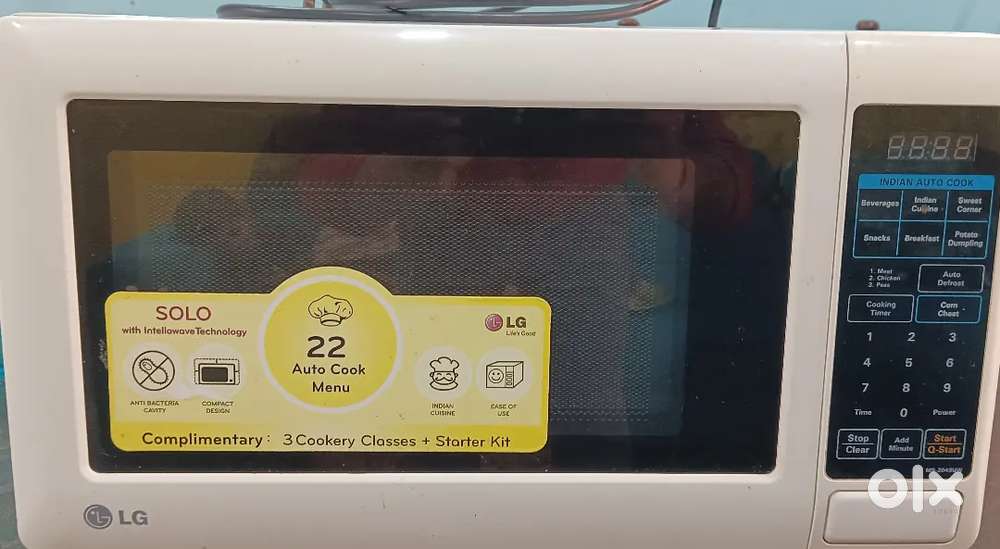 INDIAN AUTO COOK
Beverages
Indian
Cuisine
Sweet
Corner
Snacks
Breakfast
Potato
Dumpling
1. Meat
2. Chicken
3. Peas
Auto
Defrost
Cooking
Timer
Corn
Cheat
1 2 3
4 5 6
7 8 9
Time 0 Power
Stop
Clear
Add
Minute
Start
Q-Start
SOLO
with Intellowave Technology
22
Auto Cook
Menu
LG
Life's Good
ANTI BACTERIA
CAVITY
COMPACT
DESIGN
INDIAN
CUISINE
EASE OF
USE
Complimentary : 3 Cookery Classes + Starter Kit
LG
olx